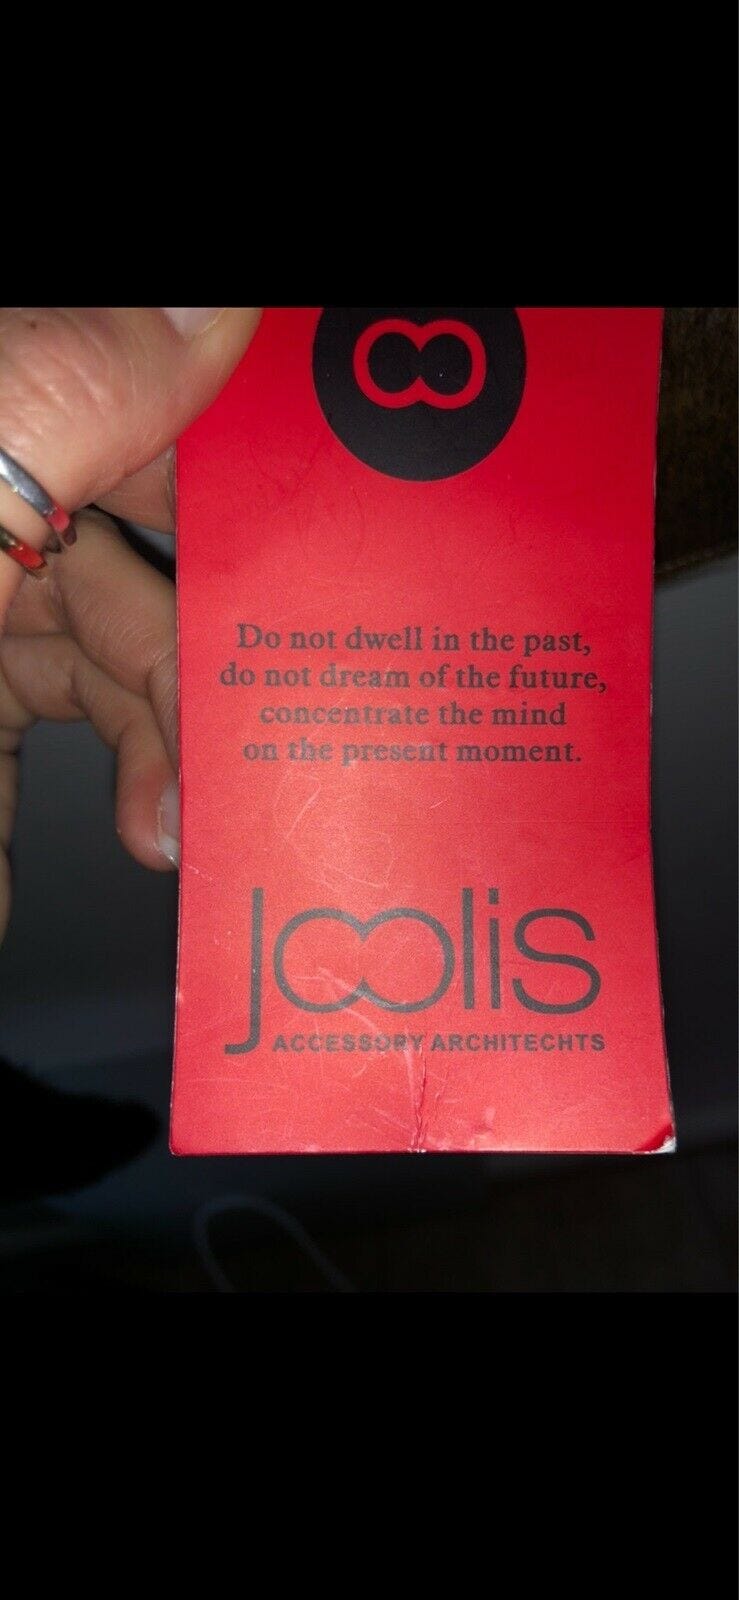 Do not dwell in the past,
do not dream of the future,
concentrate the mind
on the present moment.
Joolis
ACCESSORY ARCHITECHTS